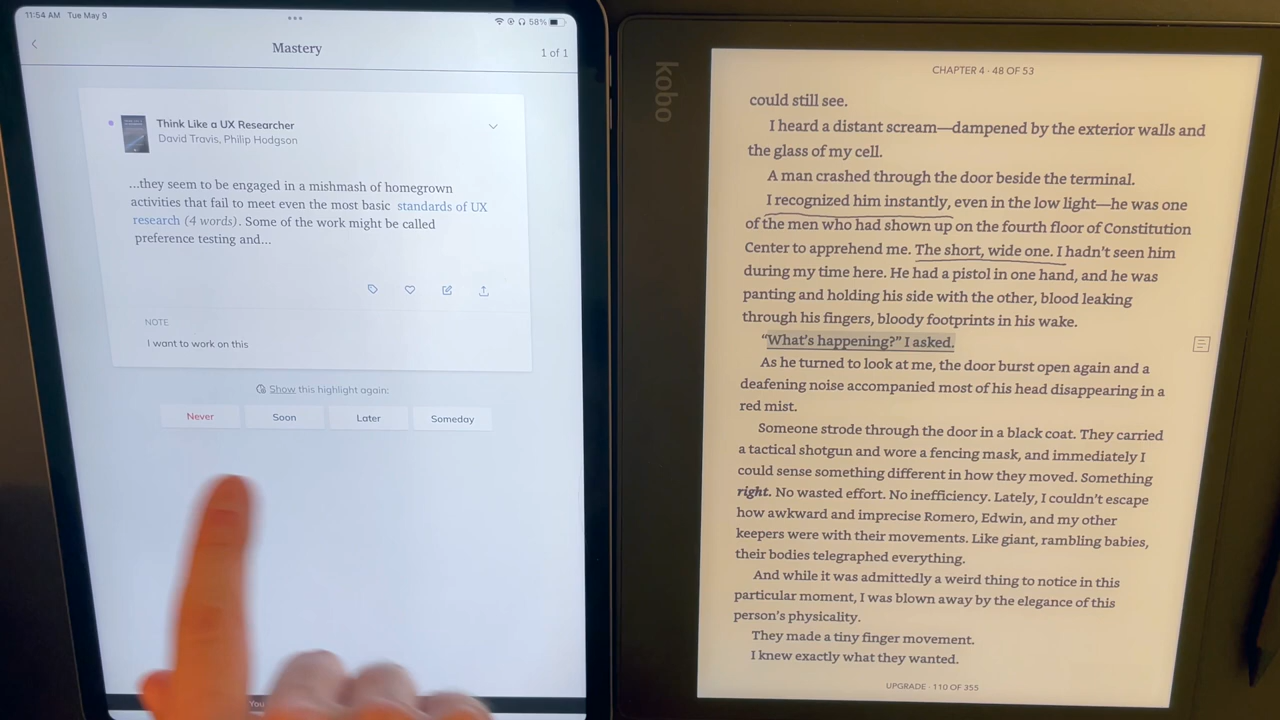 11:54 AM Tue May 9
58%
Mastery
1 of 1
Think Like a UX Researcher
David Travis, Philip Hodgson
...they seem to be engaged in a mishmash of homegrown
activities that fail to meet even the most basic standards of UX
research (4 words). Some of the work might be called
preference testing and...
NOTE
I want to work on this
Show this highlight again:
Never
Soon
Later
Someday
You
kobo
CHAPTER 4 · 48 OF 53
could still see.
I heard a distant scream—dampened by the exterior walls and
the glass of my cell.
A man crashed through the door beside the terminal.
I recognized him instantly, even in the low light—he was one
of the men who had shown up on the fourth floor of Constitution
Center to apprehend me. The short, wide one. I hadn't seen him
during my time here. He had a pistol in one hand, and he was
panting and holding his side with the other, blood leaking
through his fingers, bloody footprints in his wake.
"What's happening?" I asked.
As he turned to look at me, the door burst open again and a
deafening noise accompanied most of his head disappearing in a
red mist.
Someone strode through the door in a black coat. They carried
a tactical shotgun and wore a fencing mask, and immediately I
could sense something different in how they moved. Something
right. No wasted effort. No inefficiency. Lately, I couldn't escape
how awkward and imprecise Romero, Edwin, and my other
keepers were with their movements. Like giant, rambling babies,
their bodies telegraphed everything.
And while it was admittedly a weird thing to notice in this
particular moment, I was blown away by the elegance of this
person's physicality.
They made a tiny finger movement.
I knew exactly what they wanted.
UPGRADE · 110 OF 355